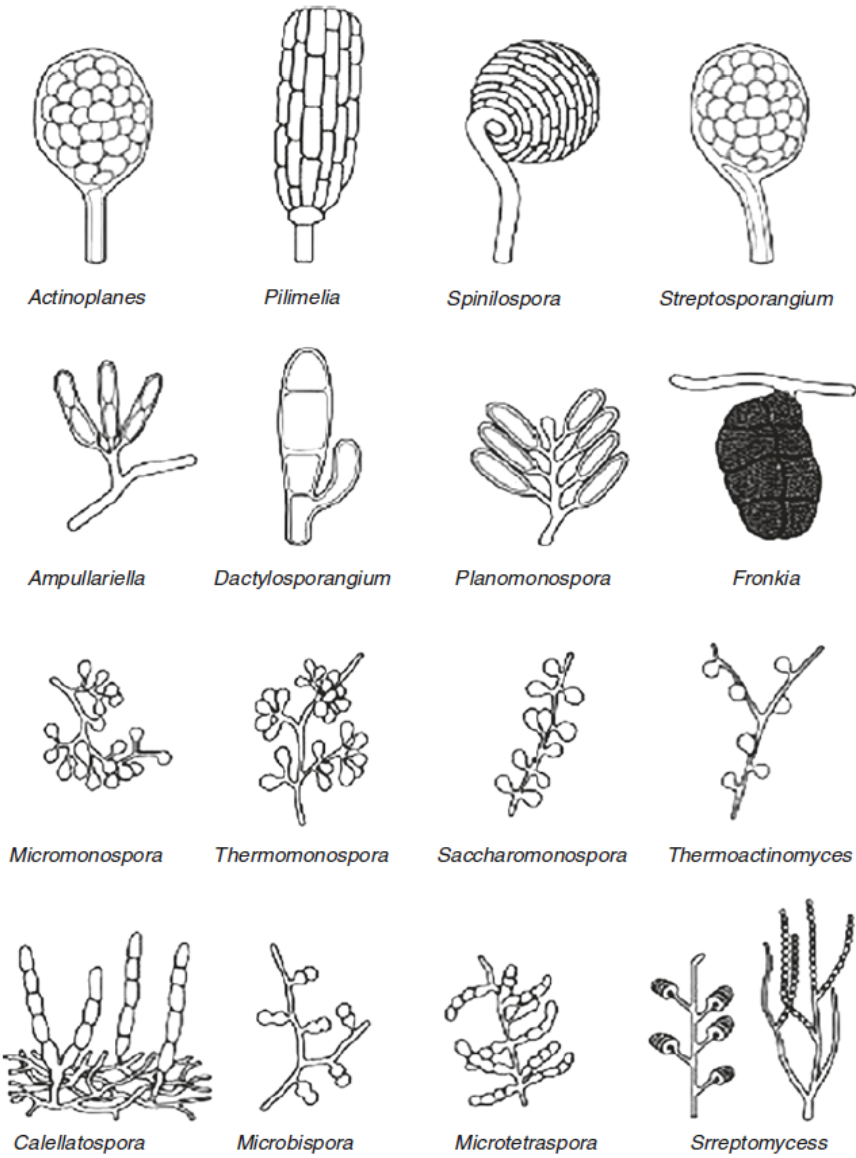 Actinoplanes
Pilimelia
Spinilospora
Streptosporangium
Ampullariella
Dactylosporangium
Planomonospora
Fronkia
Micromonospora
Thermomonospora
Saccharomonospora
Thermoactinomyces
Calellatospora
Microbispora
Microtetraspora
Srreptomycess